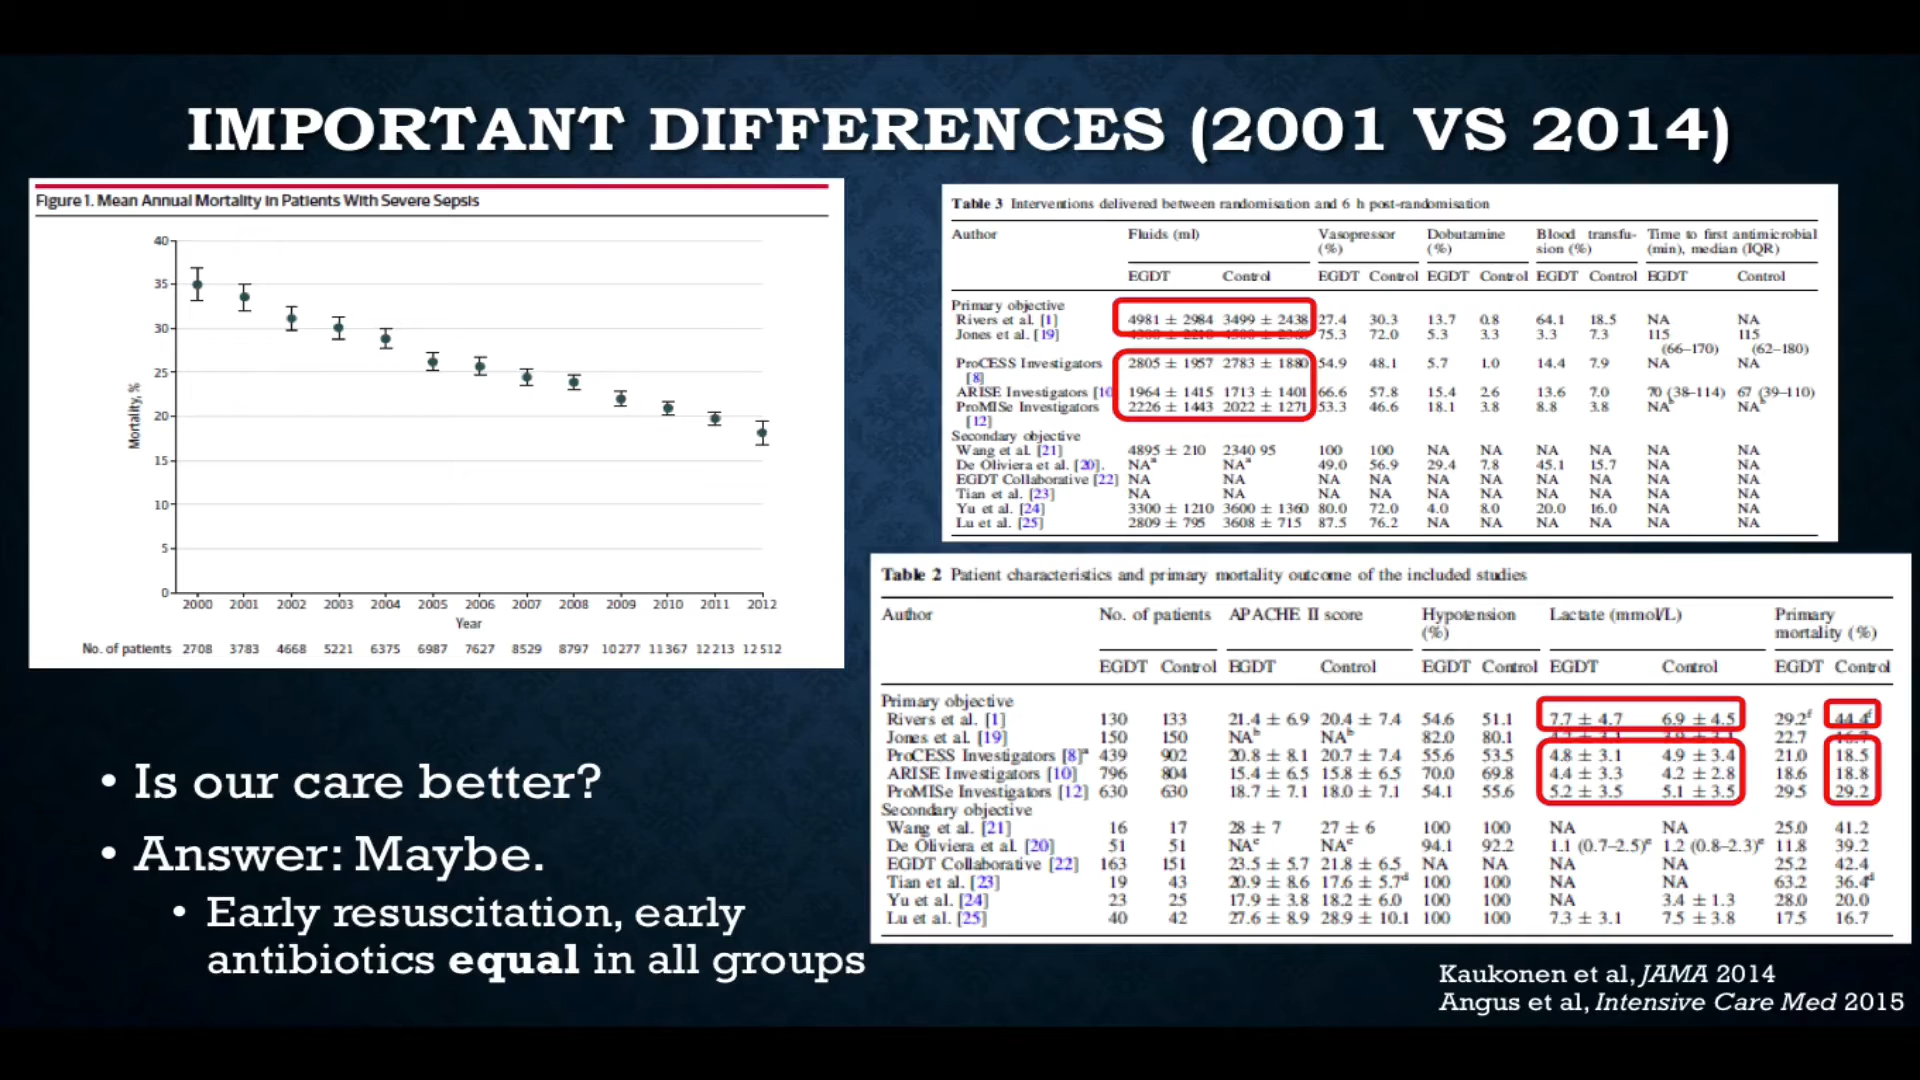 IMPORTANT DIFFERENCES (2001 VS 2014)
Figure 1. Mean Annual Mortality in Patients With Severe Sepsis
Mortality, %
40
35
30
25
20
15
10
5
0
2000 2001 2002 2003 2004 2005 2006 2007 2008 2009 2010 2011 2012
Year
No. of patients 2708 3783 4668 5221 6375 6987 7627 8529 8797 10277 11367 12213 12512
• Is our care better?
• Answer: Maybe.
• Early resuscitation, early
antibiotics equal in all groups
Table 3 Interventions delivered between randomisation and 6 h post-randomisation
Author Fluids (ml) Vasopressor Dobutamine Blood transfu- Time to first antimicrobial
(%) (%) sion (%) (min), median (IQR)
EGDT Control EGDT Control EGDT Control EGDT Control EGDT Control
Primary objective
Rivers et al. [1] 4981 ± 2984 3499 ± 2438 27.4 30.3 13.7 0.8 64.1 18.5 NA NA
Jones et al. [19] 75.3 72.0 5.3 3.3 3.3 7.3 115 115
(66–170) (62–180)
ProCESS Investigators 2805 ± 1957 2783 ± 1880 54.9 48.1 5.7 1.0 14.4 7.9 NA NA
[8]
ARISE Investigators [10 1964 ± 1415 1713 ± 1401 66.6 57.8 15.4 2.6 13.6 7.0 70 (38–114) 67 (39–110)
ProMISe Investigators 2226 ± 1443 2022 ± 1271 53.3 46.6 18.1 3.8 8.8 3.8 NAb NAb
[12]
Secondary objective
Wang et al. [21] 4895 ± 210 2340 95 100 100 NA NA NA NA NA NA
De Oliviera et al. [20]. NAa NAa 49.0 56.9 29.4 7.8 45.1 15.7 NA NA
EGDT Collaborative [22] NA NA NA NA NA NA NA NA NA NA
Tian et al. [23] NA NA NA NA NA NA NA NA NA NA
Yu et al. [24] 3300 ± 1210 3600 ± 1360 80.0 72.0 4.0 8.0 20.0 16.0 NA NA
Lu et al. [25] 2809 ± 795 3608 ± 715 87.5 76.2 NA NA NA NA NA NA
Table 2 Patient characteristics and primary mortality outcome of the included studies
Author No. of patients APACHE II score Hypotension Lactate (mmol/L) Primary
(%) mortality (%)
EGDT Control EGDT Control EGDT Control EGDT Control EGDT Control
Primary objective
Rivers et al. [1] 130 133 21.4 ± 6.9 20.4 ± 7.4 54.6 51.1 7.7 ± 4.7 6.9 ± 4.5 29.2f 44.4f
Jones et al. [19] 150 150 NAb NAb 82.0 80.1 22.7
ProCESS Investigators [8]a 439 902 20.8 ± 8.1 20.7 ± 7.4 55.6 53.5 4.8 ± 3.1 4.9 ± 3.4 21.0 18.5
ARISE Investigators [10] 796 804 15.4 ± 6.5 15.8 ± 6.5 70.0 69.8 4.4 ± 3.3 4.2 ± 2.8 18.6 18.8
ProMISe Investigators [12] 630 630 18.7 ± 7.1 18.0 ± 7.1 54.1 55.6 5.2 ± 3.5 5.1 ± 3.5 29.5 29.2
Secondary objective
Wang et al. [21] 16 17 28 ± 7 27 ± 6 100 100 NA NA 25.0 41.2
De Oliviera et al. [20] 51 51 NAc NAc 94.1 92.2 1.1 (0.7–2.5)e 1.2 (0.8–2.3)e 11.8 39.2
EGDT Collaborative [22] 163 151 23.5 ± 5.7 21.8 ± 6.5 NA NA NA NA 25.2 42.4
Tian et al. [23] 19 43 20.9 ± 8.6 17.6 ± 5.7d 100 100 NA NA 63.2 36.4d
Yu et al. [24] 23 25 17.9 ± 3.8 18.2 ± 6.0 100 100 NA 3.4 ± 1.3 28.0 20.0
Lu et al. [25] 40 42 27.6 ± 8.9 28.9 ± 10.1 100 100 7.3 ± 3.1 7.5 ± 3.8 17.5 16.7
Kaukonen et al, JAMA 2014
Angus et al, Intensive Care Med 2015